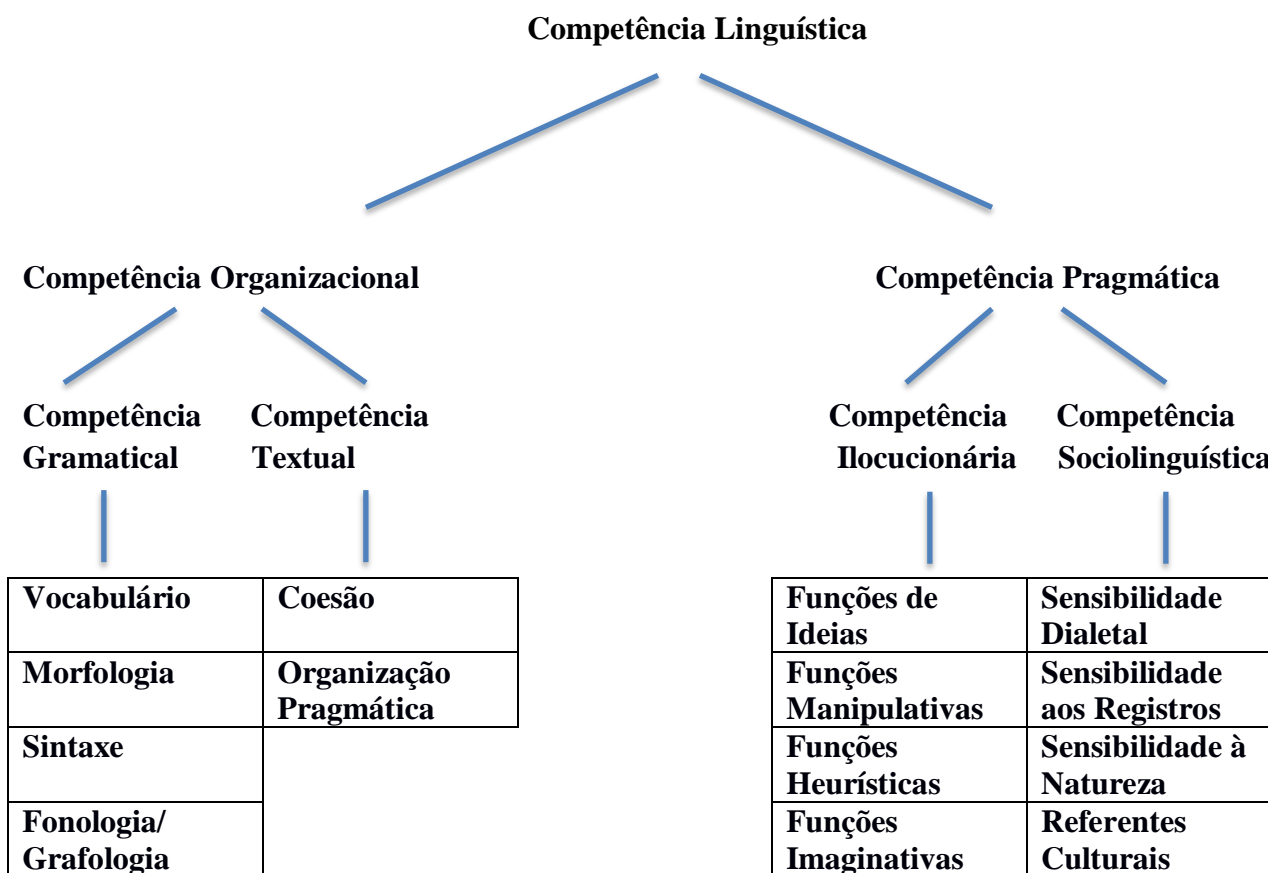 Competência Linguística
Competência Organizacional
Competência Pragmática
Competência
Gramatical
Competência
Textual
Competência
Ilocucionária
Competência
Sociolinguística
Vocabulário
Coesão
Morfologia
Organização
Pragmática
Sintaxe
Fonologia/
Grafologia
Funções de
Ideias
Sensibilidade
Dialetal
Funções
Manipulativas
Sensibilidade
aos Registros
Funções
Heurísticas
Sensibilidade à
Natureza
Funções
Imaginativas
Referentes
Culturais